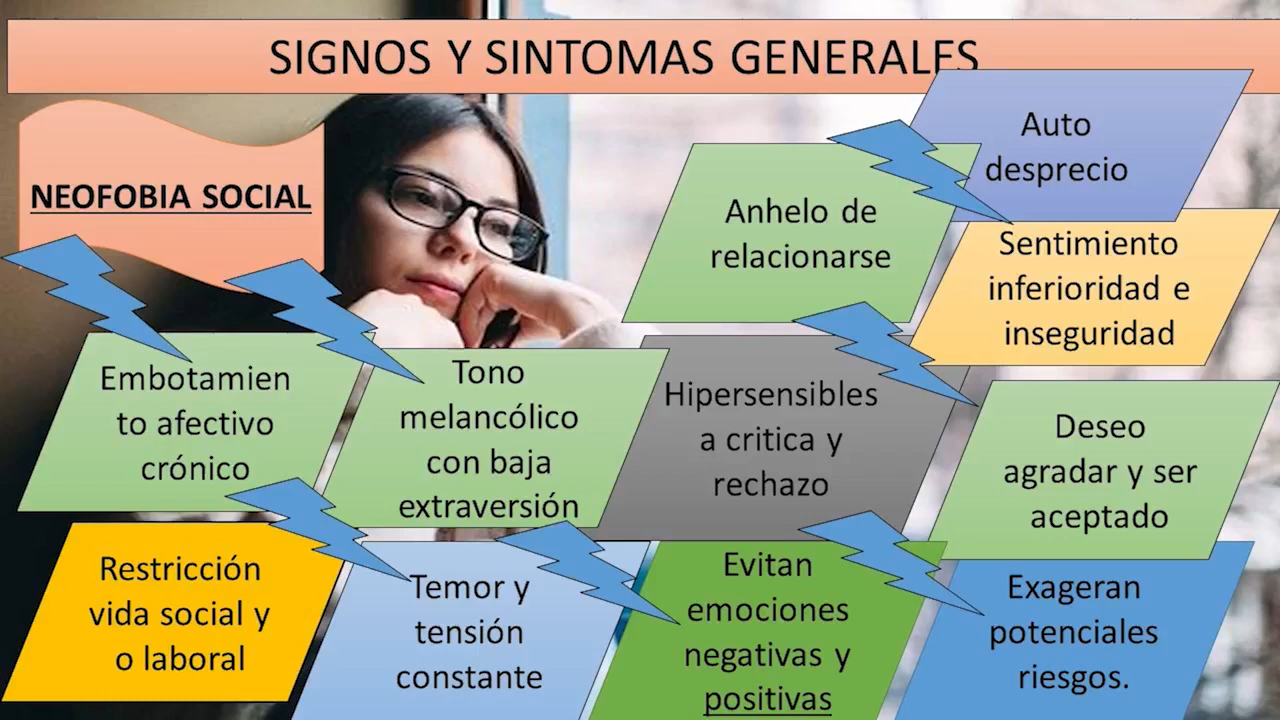 SIGNOS Y SINTOMAS GENERALES
NEOFOBIA SOCIAL
Auto
desprecio
Anhelo de
relacionarse
Sentimiento
inferioridad e
inseguridad
Embotamien
to afectivo
crónico
Tono
melancólico
con baja
extraversión
Hipersensibles
a critica y
rechazo
Deseo
agradar y ser
aceptado
Restricción
vida social y
o laboral
Temor y
tensión
constante
Evitan
emociones
negativas y
positivas
Exageran
potenciales
riesgos.